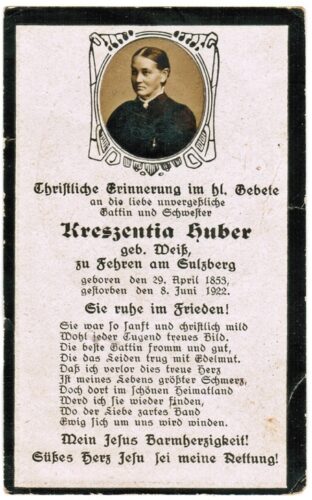 Christliche Erinnerung im hl. Gebete
an die liebe unvergeßliche
Gattin und Schwester
Kreszentia Huber
geb. Weiß,
zu Fehren am Sulzberg
geboren den 29. April 1853,
gestorben den 8. Juni 1922.
Sie ruhe im Frieden!
Sie war so sanft und christlich mild
Wohl jeder Tugend treues Bild.
Die beste Gattin fromm und gut,
Die das Leiden trug mit Edelmut.
Daß ich verlor dies treue Herz
Ist meines Lebens größter Schmerz,
Doch dort im schönen Heimatland
Werd ich sie wieder finden,
Wo der Liebe zartes Band
Ewig sich um uns wird winden.
Mein Jesus Barmherzigkeit!
Süßes Herz Jesu sei meine Rettung!